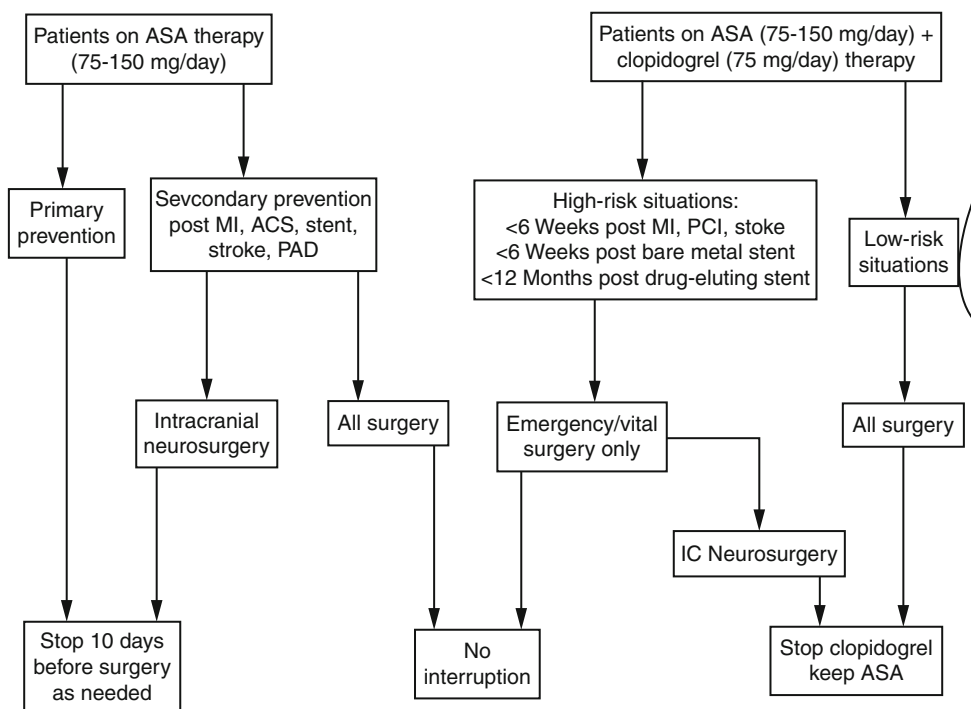 Patients on ASA therapy
(75-150 mg/day)
Patients on ASA (75-150 mg/day) +
clopidogrel (75 mg/day) therapy
Primary
prevention
Sevcondary prevention
post MI, ACS, stent,
stroke, PAD
High-risk situations:
<6 Weeks post MI, PCI, stoke
<6 Weeks post bare metal stent
<12 Months post drug-eluting stent
Low-risk
situations
Intracranial
neurosurgery
All surgery
Emergency/vital
surgery only
All surgery
IC Neurosurgery
Stop 10 days
before surgery
as needed
No
interruption
Stop clopidogrel
keep ASA